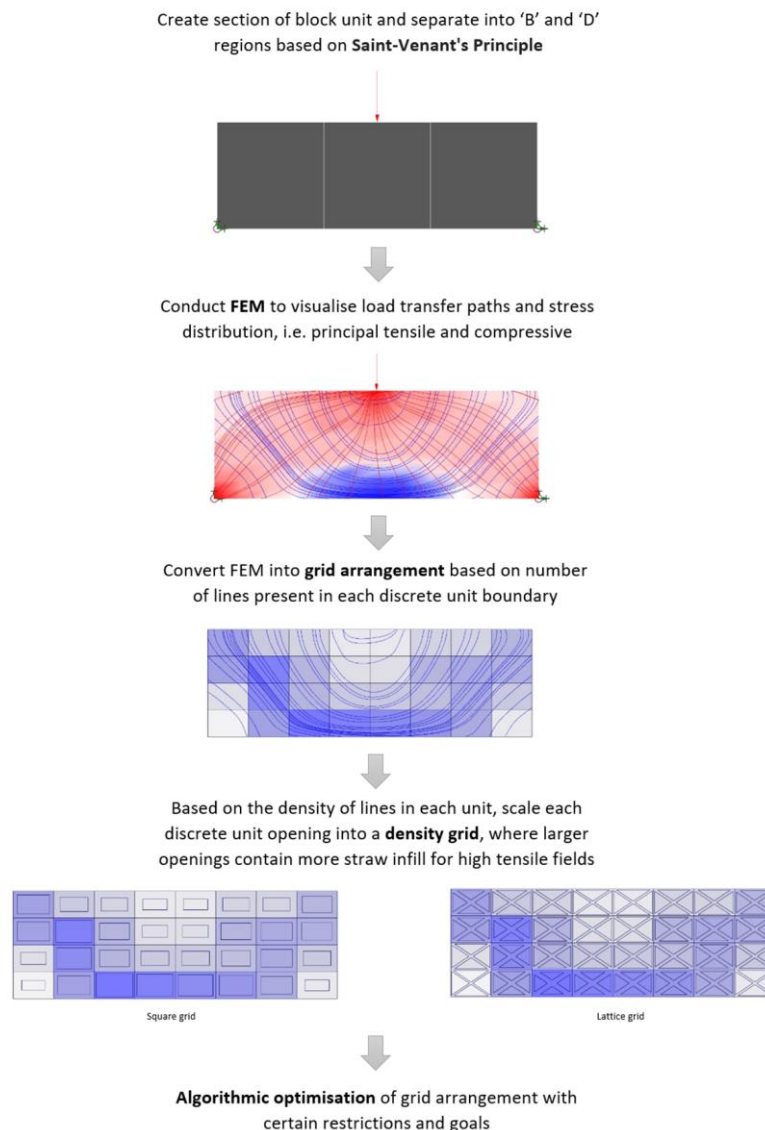 Create section of block unit and separate into ‘B’ and ‘D’
regions based on Saint-Venant's Principle
Conduct FEM to visualise load transfer paths and stress
distribution, i.e. principal tensile and compressive
Convert FEM into grid arrangement based on number
of lines present in each discrete unit boundary
Based on the density of lines in each unit, scale each
discrete unit opening into a density grid, where larger
openings contain more straw infill for high tensile fields
Square grid
Lattice grid
Algorithmic optimisation of grid arrangement with
certain restrictions and goals